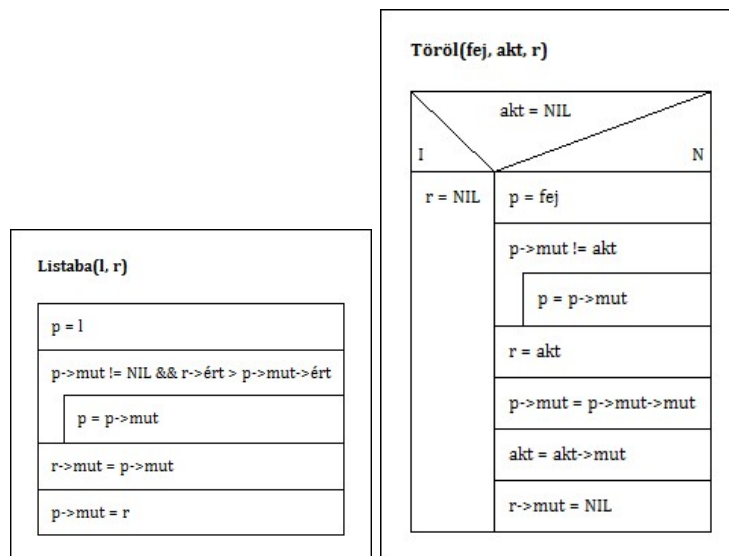 Listaba(l, r)
p = l
p->mut != NIL && r->ért > p->mut->ért
p = p->mut
r->mut = p->mut
p->mut = r
Töröl(fej, akt, r)
akt = NIL
I
N
r = NIL
p = fej
p->mut != akt
p = p->mut
r = akt
p->mut = p->mut->mut
akt = akt->mut
r->mut = NIL